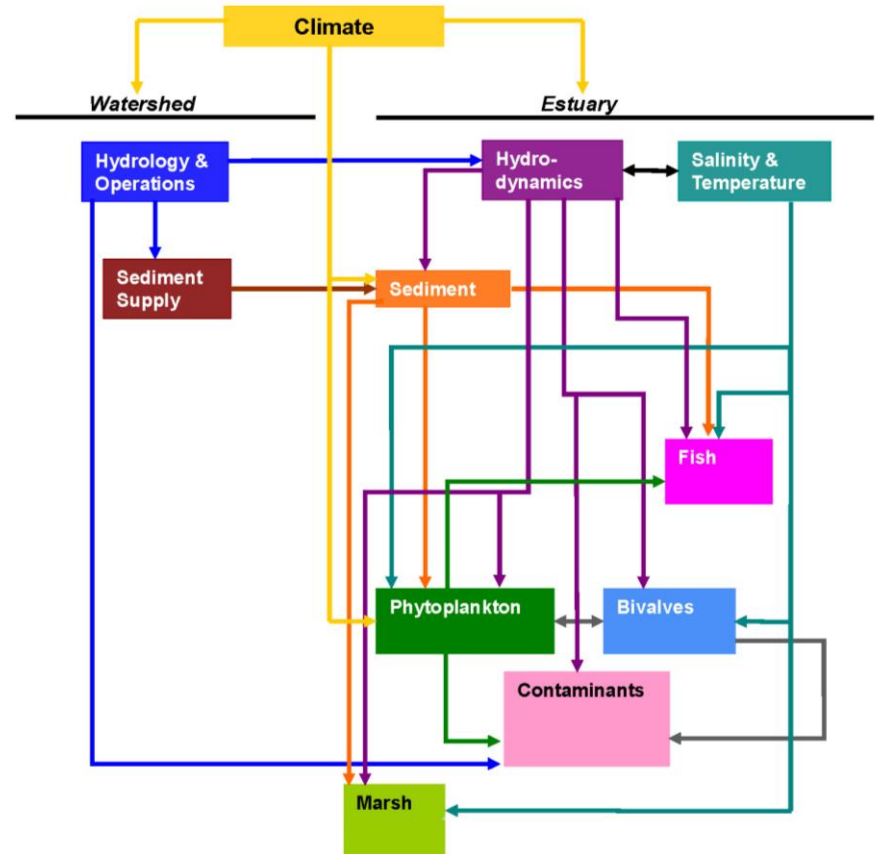 Climate
Watershed
Estuary
Hydrology &
Operations
Hydro-
dynamics
Salinity &
Temperature
Sediment
Supply
Sediment
Fish
Phytoplankton
Bivalves
Contaminants
Marsh